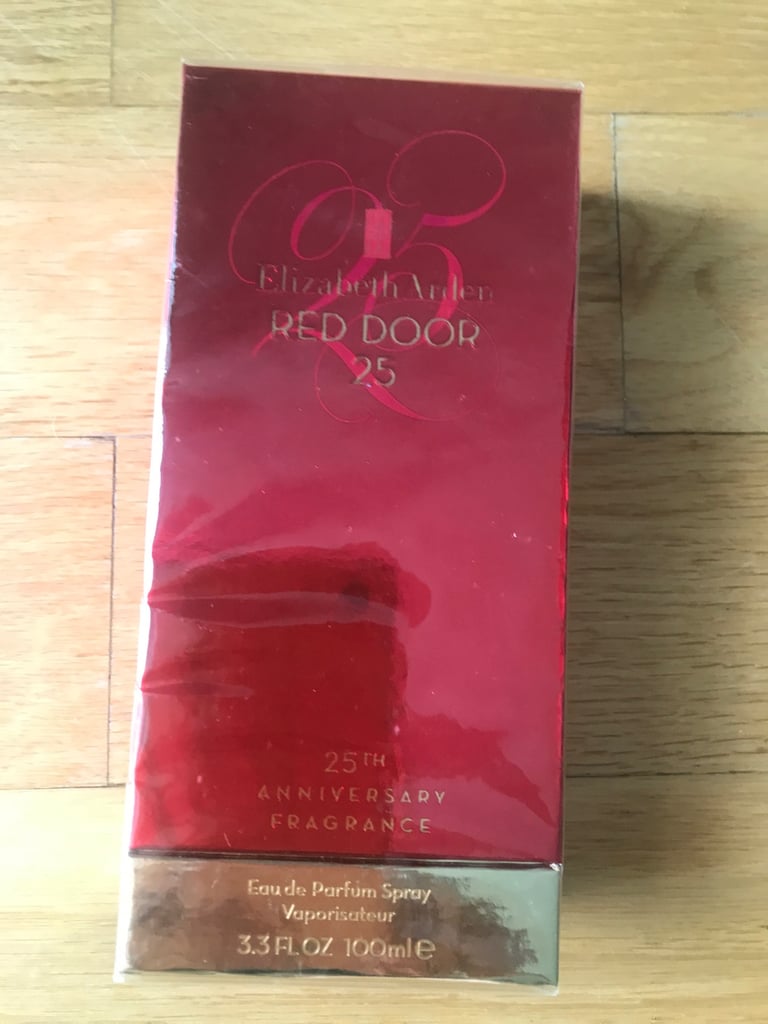 25
Elizabeth Arden
RED DOOR
25
25TH
ANNIVERSARY
FRAGRANCE
Eau de Parfum Spray
Vaporisateur
3.3 FL OZ 100ml e